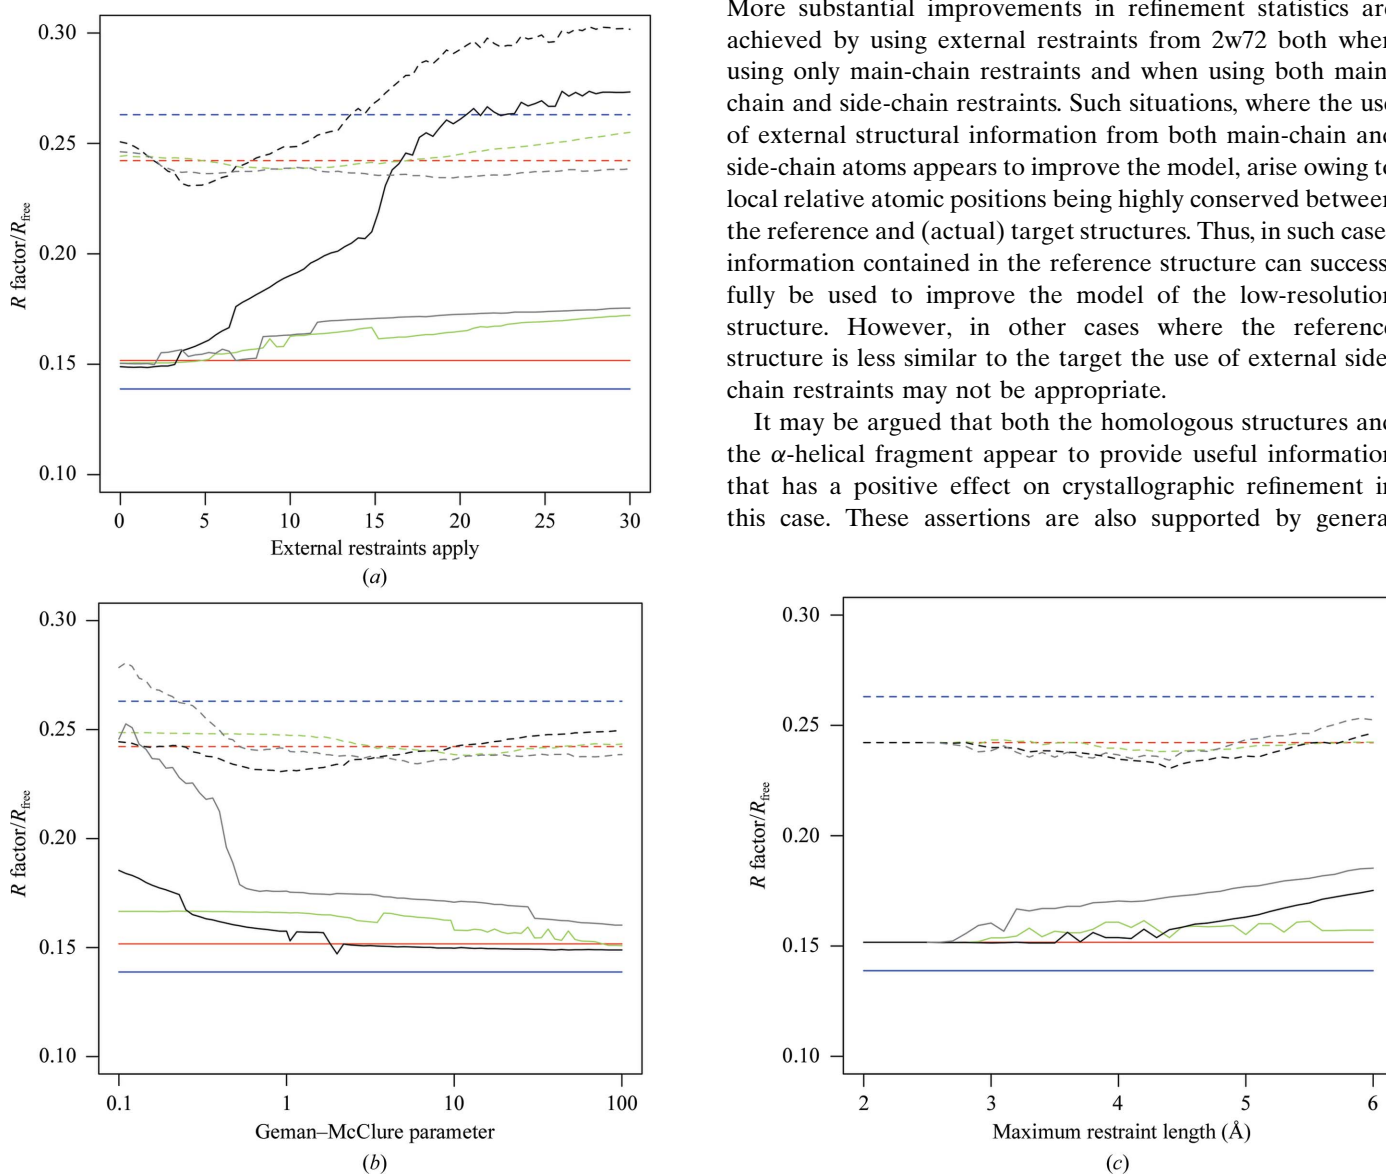 0.30
0.25
0.20
0.15
0.10
R factor/Rfree
0 5 10 15 20 25 30
External restraints apply
(a)
More substantial improvements in refinement statistics are
achieved by using external restraints from 2w72 both when
using only main-chain restraints and when using both main
chain and side-chain restraints. Such situations, where the use
of external structural information from both main-chain and
side-chain atoms appears to improve the model, arise owing to
local relative atomic positions being highly conserved between
the reference and (actual) target structures. Thus, in such case
information contained in the reference structure can success
fully be used to improve the model of the low-resolution
structure. However, in other cases where the reference
structure is less similar to the target the use of external side
chain restraints may not be appropriate.
It may be argued that both the homologous structures and
the α-helical fragment appear to provide useful information
that has a positive effect on crystallographic refinement in
this case. These assertions are also supported by genera
0.30
0.25
0.20
0.15
0.10
R factor/Rfree
0.1 1 10 100
Geman–McClure parameter
(b)
0.30
0.25
0.20
0.15
0.10
R factor/Rfree
2 3 4 5 6
Maximum restraint length (Å)
(c)